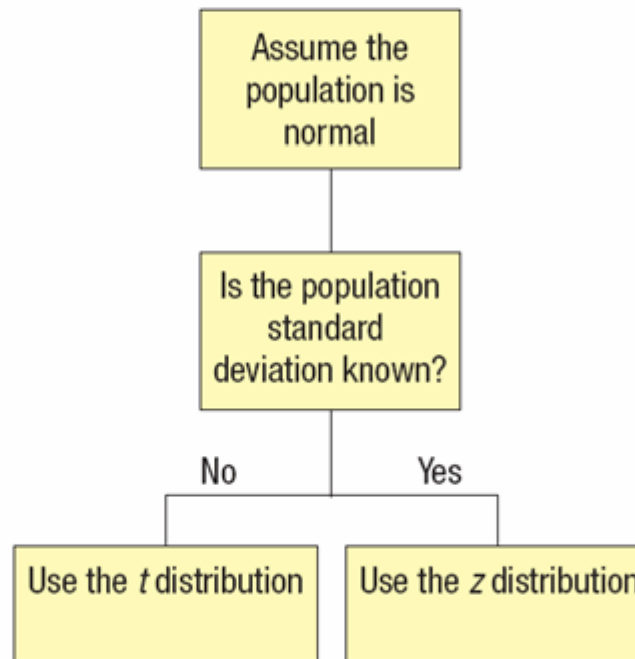 Assume the
population is
normal
Is the population
standard
deviation known?
No
Yes
Use the t distribution
Use the z distribution